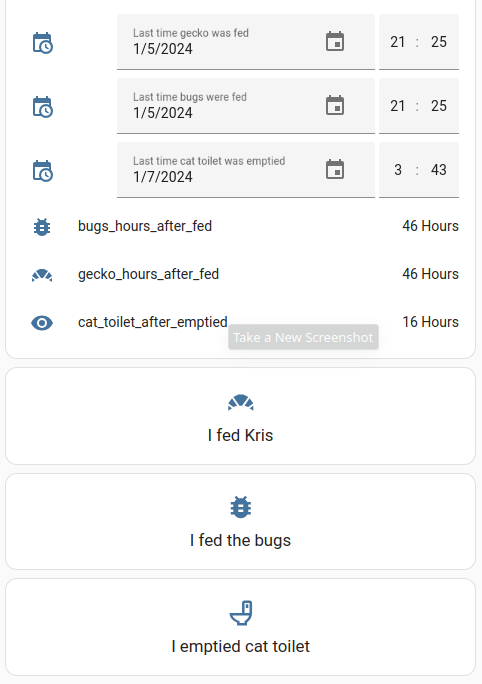 Last time gecko was fed
1/5/2024
21 : 25
Last time bugs were fed
1/5/2024
21 : 25
Last time cat toilet was emptied
1/7/2024
3 : 43
bugs_hours_after_fed 46 Hours
gecko_hours_after_fed 46 Hours
cat_toilet_after_emptied 16 Hours
Take a New Screenshot
I fed Kris
I fed the bugs
I emptied cat toilet